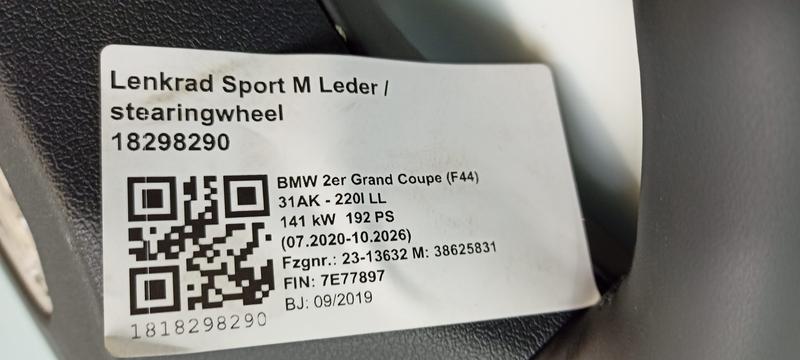 Lenkrad Sport M Leder /
stearingwheel
18298290
BMW 2er Grand Coupe (F44)
31AK - 220I LL
141 kW 192 PS
(07.2020-10.2026)
Fzgnr.: 23-13632 M: 38625831
FIN: 7E77897
BJ: 09/2019
1818298290